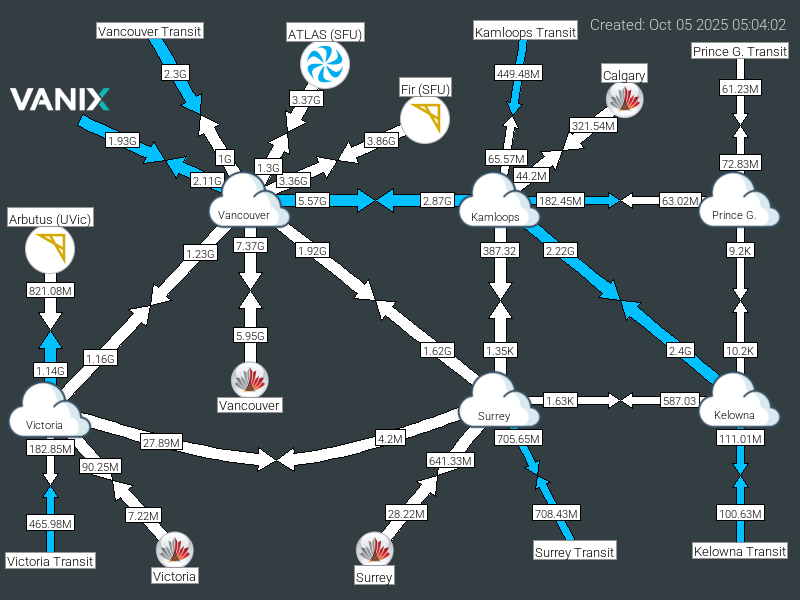 Created: Oct 05 2025 05:04:02
Vancouver Transit
ATLAS (SFU)
Kamloops Transit
Prince G. Transit
2.3G
449.48M
Calgary
61.23M
VANIX
3.37G
Fir (SFU)
321.54M
1.93G
3.86G
1G
65.57M
72.83M
1.3G
44.2M
2.11G
3.36G
5.57G
2.87G
182.45M
63.02M
Arbutus (UVic)
Vancouver
Kamloops
Prince G.
7.37G
1.23G
1.92G
387.32
2.22G
9.2K
821.08M
5.95G
1.16G
1.62G
1.35K
2.4G
10.2K
1.14G
Vancouver
1.63K
587.03
Victoria
Surrey
Kelowna
182.85M
27.89M
4.2M
705.65M
111.01M
90.25M
641.33M
465.98M
7.22M
28.22M
708.43M
100.63M
Victoria Transit
Victoria
Surrey
Surrey Transit
Kelowna Transit